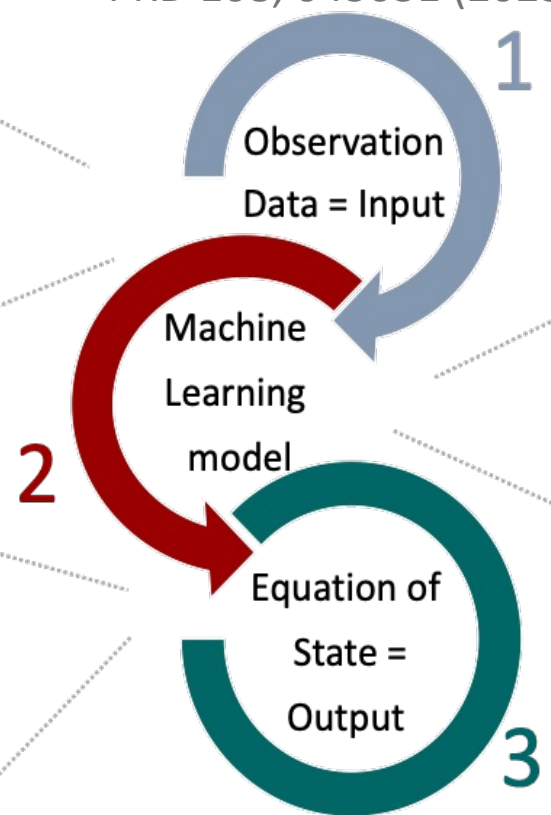 1
Observation
Data = Input
Machine
Learning
model
2
Equation of
State =
Output
3